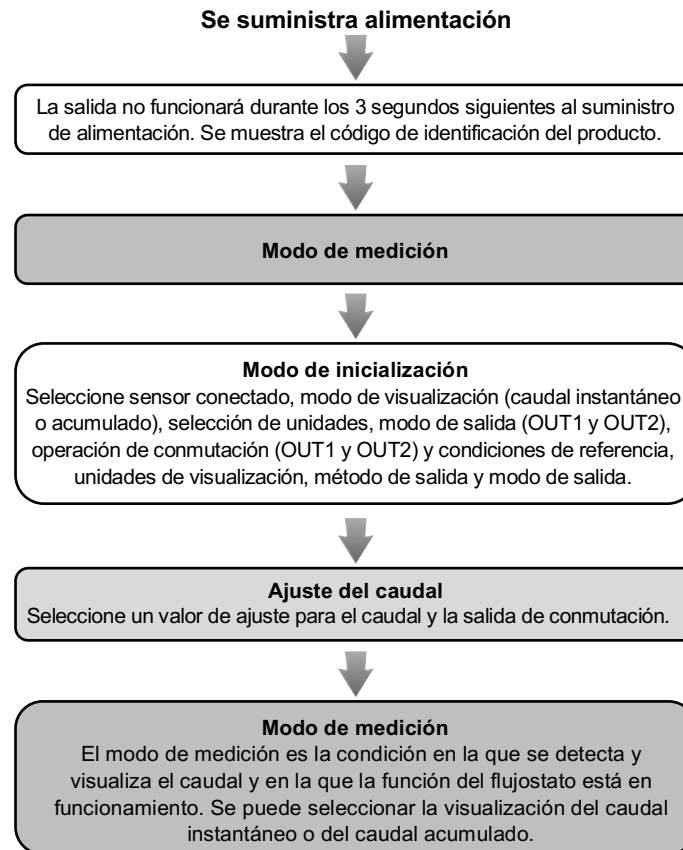 Se suministra alimentación
La salida no funcionará durante los 3 segundos siguientes al suministro
de alimentación. Se muestra el código de identificación del producto.
Modo de medición
Modo de inicialización
Seleccione sensor conectado, modo de visualización (caudal instantáneo
o acumulado), selección de unidades, modo de salida (OUT1 y OUT2),
operación de conmutación (OUT1 y OUT2) y condiciones de referencia,
unidades de visualización, método de salida y modo de salida.
Ajuste del caudal
Seleccione un valor de ajuste para el caudal y la salida de conmutación.
Modo de medición
El modo de medición es la condición en la que se detecta y
visualiza el caudal y en la que la función del flujostato está en
funcionamiento. Se puede seleccionar la visualización del caudal
instantáneo o del caudal acumulado.